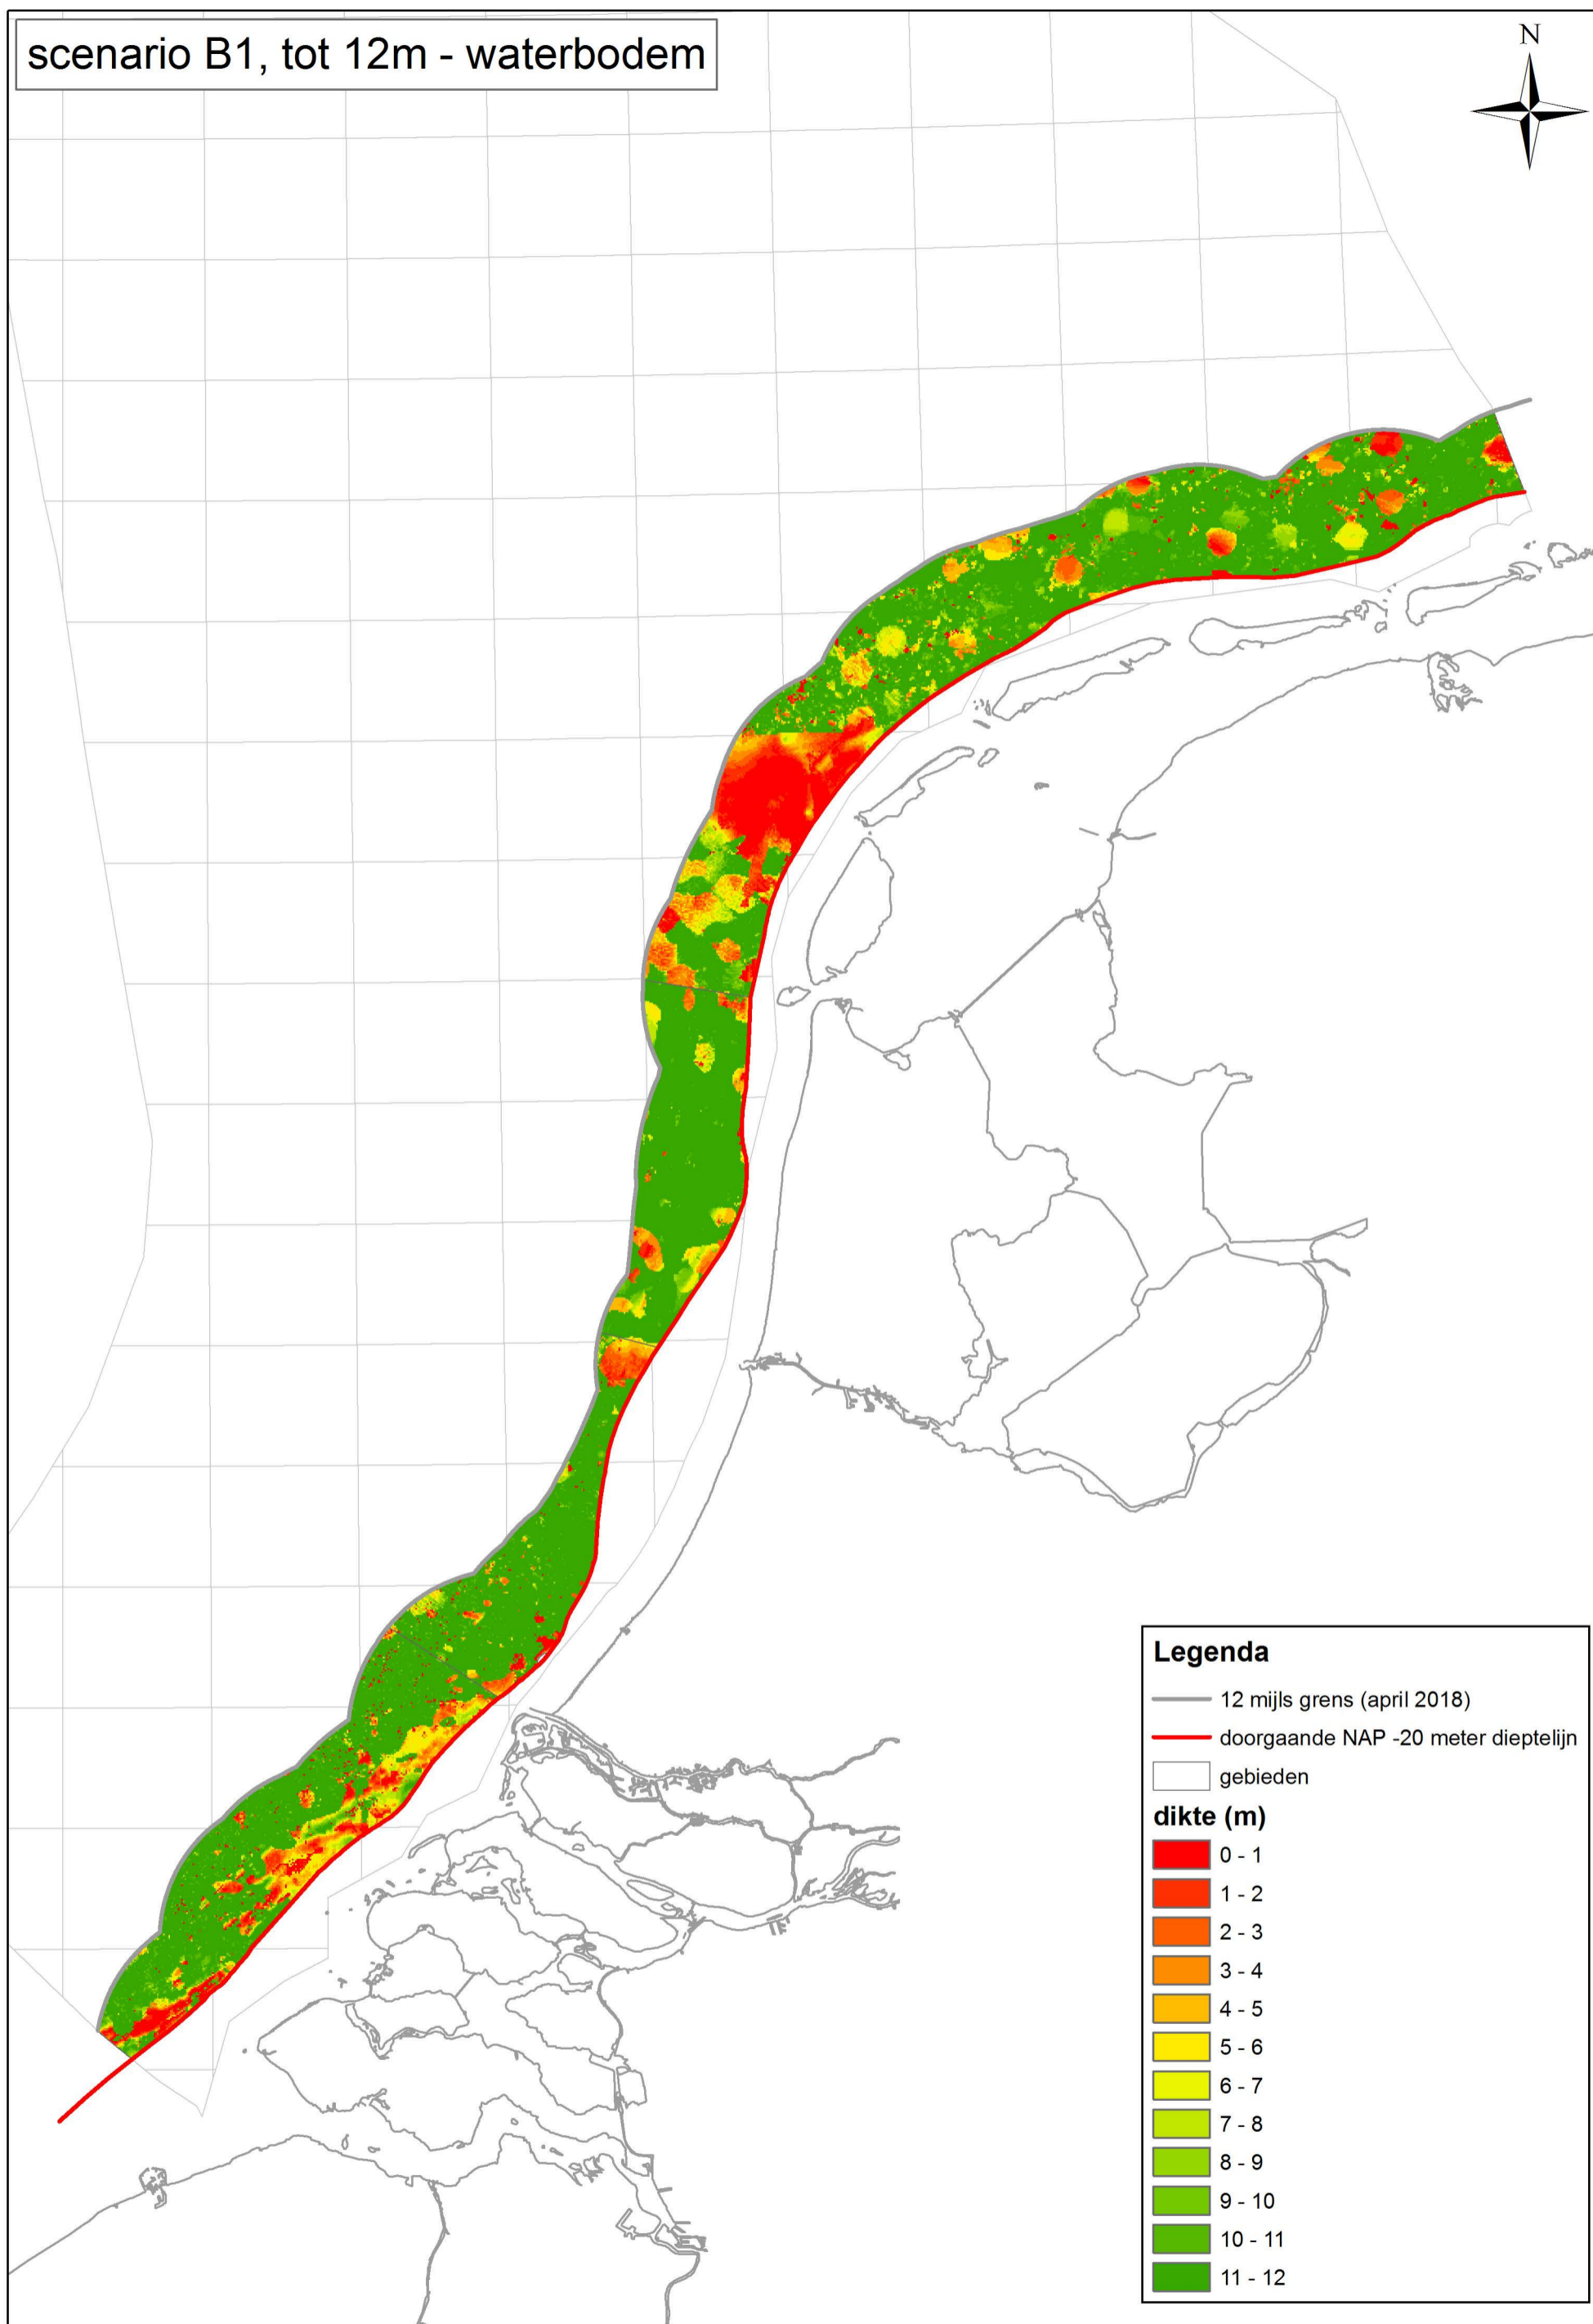 scenario B1, tot 12m - waterbodem
N
Legenda
12 mijls grens (april 2018)
doorgaande NAP -20 meter dieptelijn
gebieden
dikte (m)
0 - 1
1 - 2
2 - 3
3 - 4
4 - 5
5 - 6
6 - 7
7 - 8
8 - 9
9 - 10
10 - 11
11 - 12